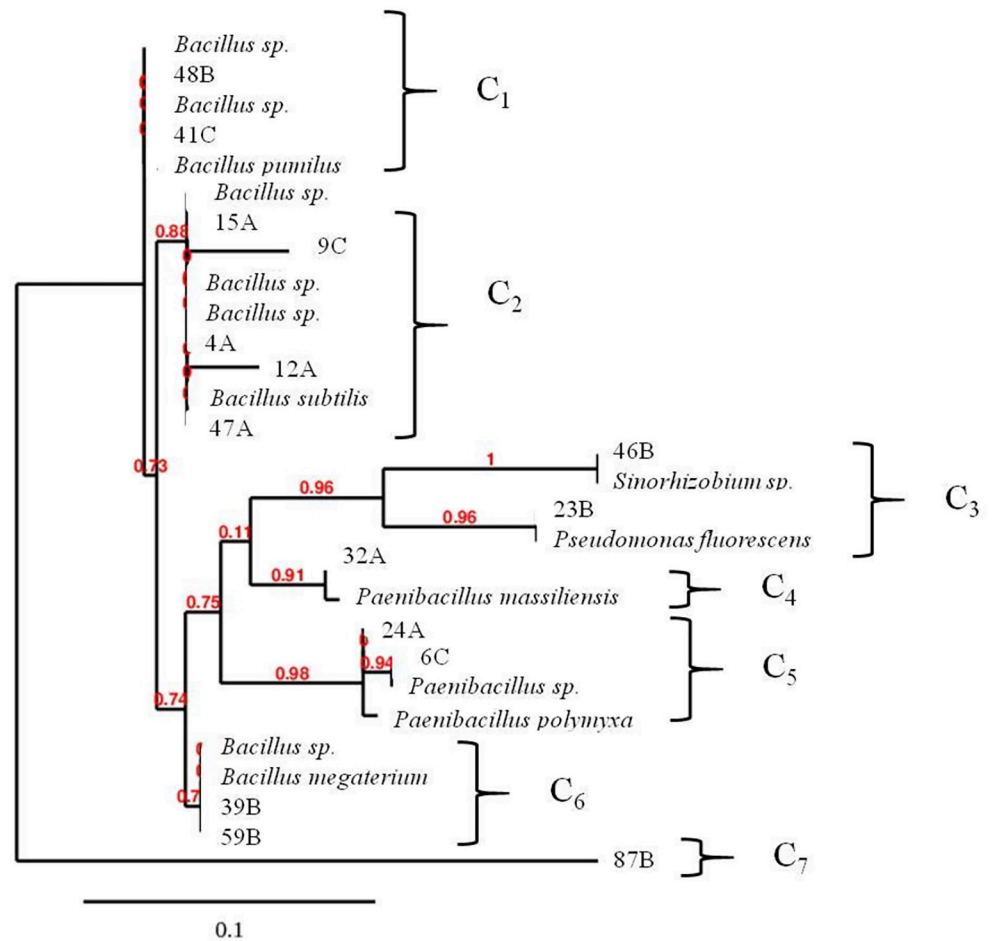 Bacillus sp.
48B
Bacillus sp.
41C
Bacillus pumilus
C1
Bacillus sp.
15A
0.88
9C
Bacillus sp.
Bacillus sp.
4A
12A
Bacillus subtilis
47A
C2
0.73
1
46B
Sinorhizobium sp.
0.96
0.96
23B
Pseudomonas fluorescens
C3
0.11
32A
0.91
Paenibacillus massiliensis
C4
0.75
24A
6C
0.94
0.98
Paenibacillus sp.
Paenibacillus polymyxa
C5
0.74
Bacillus sp.
Bacillus megaterium
0.7
39B
59B
C6
87B
C7
0.1